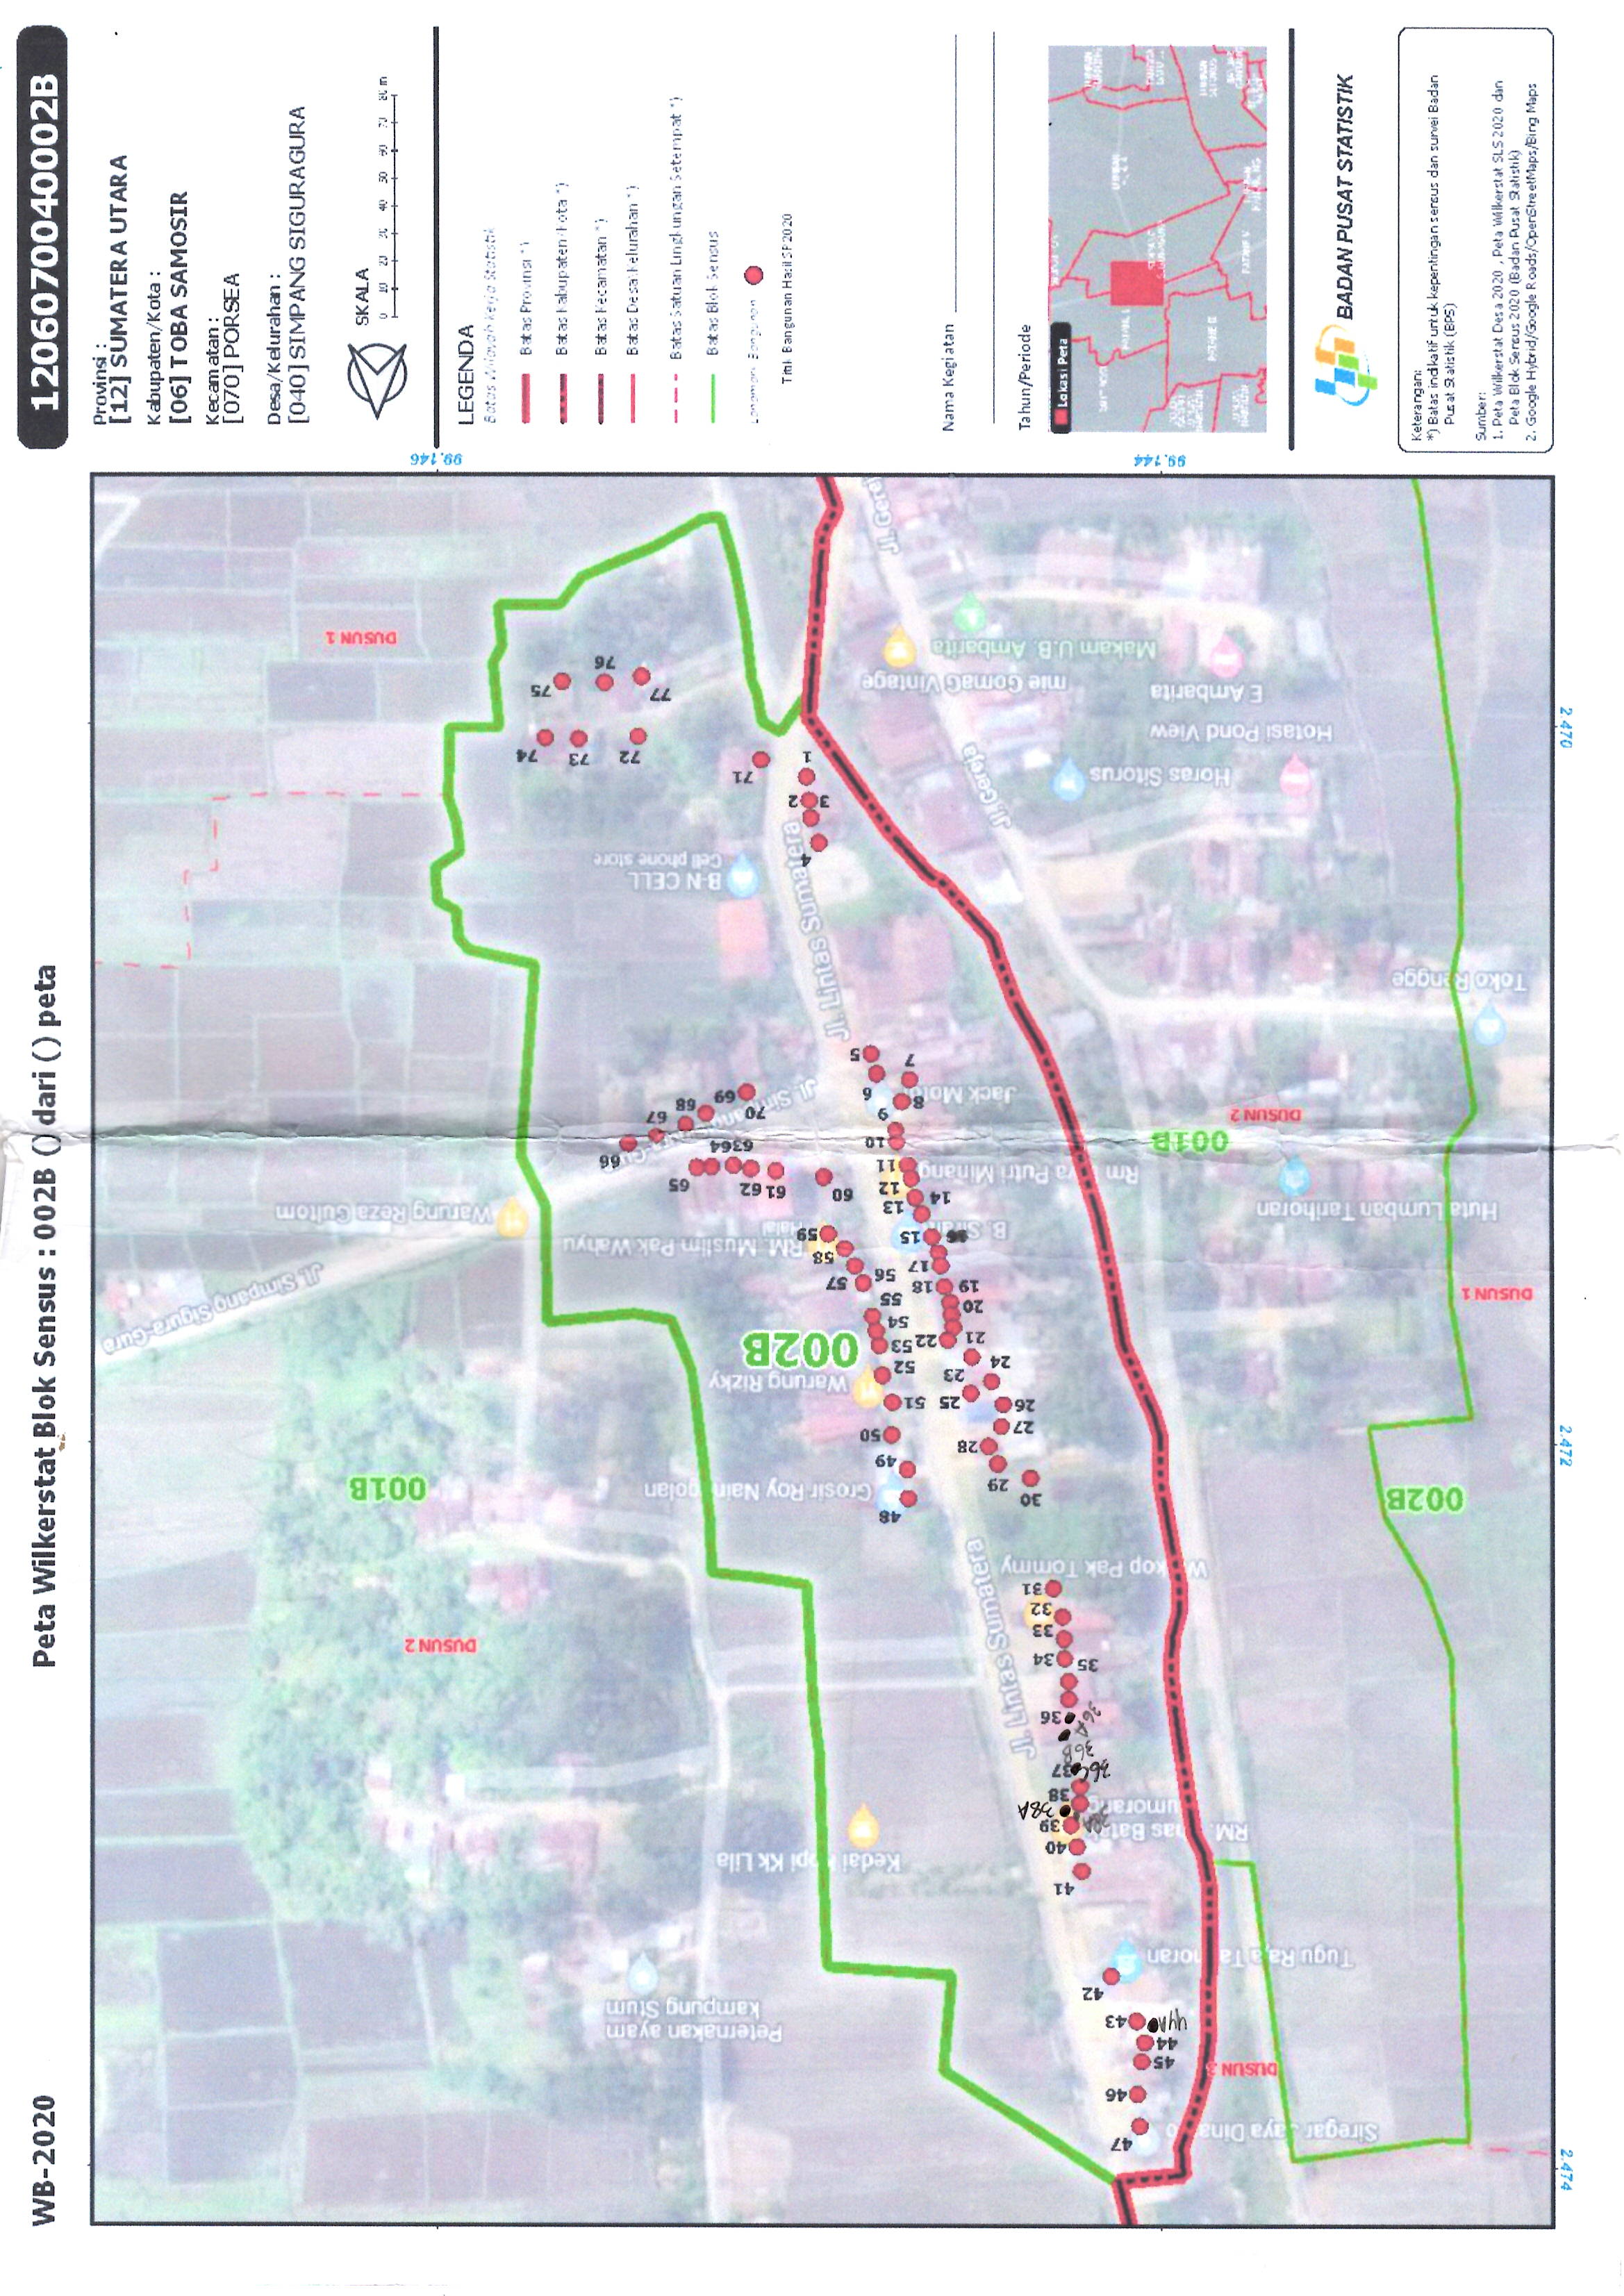 WB-2020
Peta Wilkerstat Blok Sensus : 002B () dari () peta
1206070040002B
Provinsi :
[12] SUMATERA UTARA
Kabupaten/Kota :
[06] TOBA SAMOSIR
Kecamatan :
[070] PORSEA
Desa/Kelurahan :
[040] SIMPANG SIGURAGURA
SKALA
0 10 20 30 40 50 60 70 80 m
LEGENDA
Batas Wilayah Kerja Statistik
Batas Provinsi *)
Batas Kabupaten/Kota *)
Batas Kecamatan *)
Batas Desa/Kelurahan *)
Batas Satuan Lingkungan Setempat *)
Batas Blok Sensus
Landmark Bangunan
Titik Bangunan Hasil SP2020
Nama Kegiatan
Tahun/Periode
Lokasi Peta
BADAN PUSAT STATISTIK
Keterangan:
*) Batas indikatif untuk kepentingan sensus dan survei Badan
Pusat Statistik (BPS)
Sumber:
1. Peta Wilkerstat Desa 2020 , Peta Wilkerstat SLS 2020 dan
Peta Blok Sensus 2020 (Badan Pusat Statistik)
2. Google Hybrid/Google Roads/OpenStreetMaps/Bing Maps
99.146
99.144
2.474
2.472
2.470
Jl. Simpang Sigura-Gura
Warung Reza Gultom
001B
DUSUN 2
DUSUN 1
Peternakan ayam
kampung Stum
Kedai Kopi Kk Lila
Grosir Roy Nainggolan
Warung Rizky
002B
RM. Muslim Pak Wahyu
Halal
B-N CELL
Cell phone store
Jl. Lintas Sumatera
Jl. Lintas Sumatera
Jack Mot
Rm
a Putri Minang
Pak Tommy
RM.
DUSUN 3
Siregar Jaya Dina
Tugu Raja Ta
horan
Jl. Gereja
Jl. Gereja
mie GomaG Vintage
Makam U.B. Ambarita
Horas Sitorus
Hotasi Pond View
E Ambarita
001B
DUSUN 2
Huta Lumban Tarihoran
Toko Rengge
002B
DUSUN 1
74
75
73
76
72
77
71
66
67
65
68
69
70
6364
62
61
60
59
58
57
56
55
54
53
52
51
50
49
48
4
3
2
1
5
6
7
8
9
10
11
12
13
14
15
17
18
19
20
21
22
23
24
25
26
27
28
29
30
31
32
33
34
35
36
36A
36B
36C
37
38
38A
39
40
41
42
43
44
44A
45
46
47